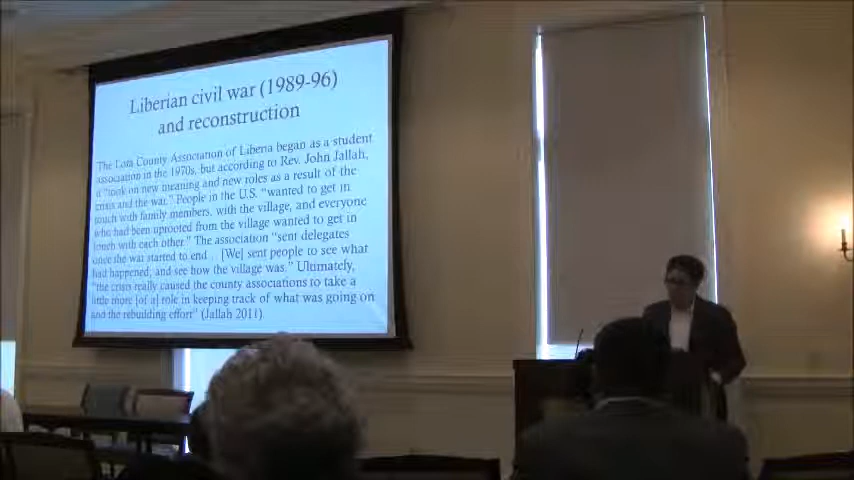 Liberian civil war (1989-96)
and reconstruction
The Lofa County Association of Liberia began as a student
association in the 1970s, but according to Rev. John Jallah,
it "took on new meaning and new roles as a result of the
crisis and the war." People in the U.S. "wanted to get in
touch with family members, with the village, and everyone
who had been uprooted from the village wanted to get in
touch with each other." The association "sent delegates
once the war started to end... [We] sent people to see what
had happened, and see how the village was." Ultimately,
"the crisis really caused the county associations to take a
little more [of a] role in keeping track of what was going on
and the rebuilding effort" (Jallah 2011).